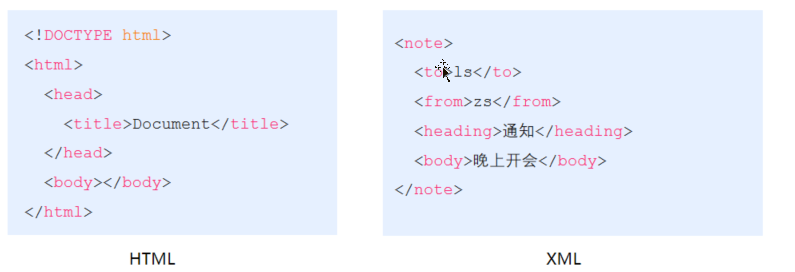 <!DOCTYPE html>
<html>
<head>
<title>Document</title>
</head>
<body></body>
</html>
HTML
<note>
<to>ls</to>
<from>zs</from>
<heading>通知</heading>
<body>晚上开会</body>
</note>
XML